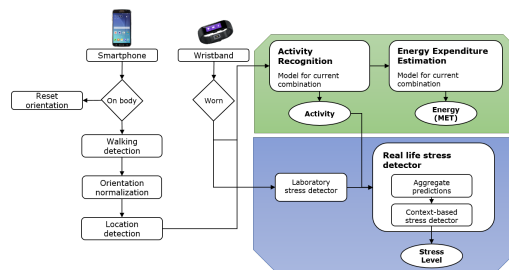 Smartphone
Wristband
Reset
orientation
On body
Worn
Walking
detection
Orientation
normalization
Location
detection
Activity
Recognition
Model for current
combination
Activity
Energy Expenditure
Estimation
Model for current
combination
Energy
(MET)
Laboratory
stress detector
Real life stress
detector
Aggregate
predictions
Context-based
stress detector
Stress
Level